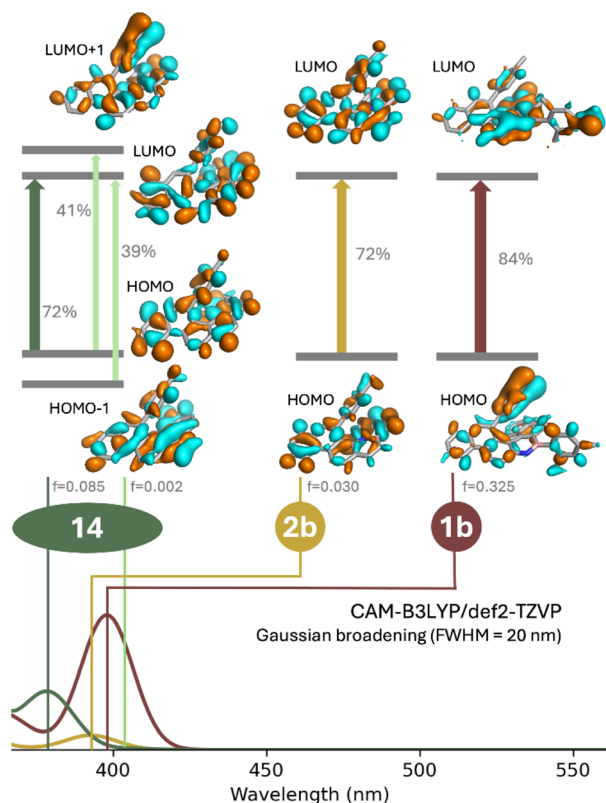 LUMO+1
LUMO
LUMO
LUMO
41%
39%
72%
84%
HOMO
72%
HOMO-1
HOMO
HOMO
f=0.085
f=0.002
f=0.030
f=0.325
14
2b
1b
CAM-B3LYP/def2-TZVP
Gaussian broadening (FWHM = 20 nm)
400
450
500
550
Wavelength (nm)